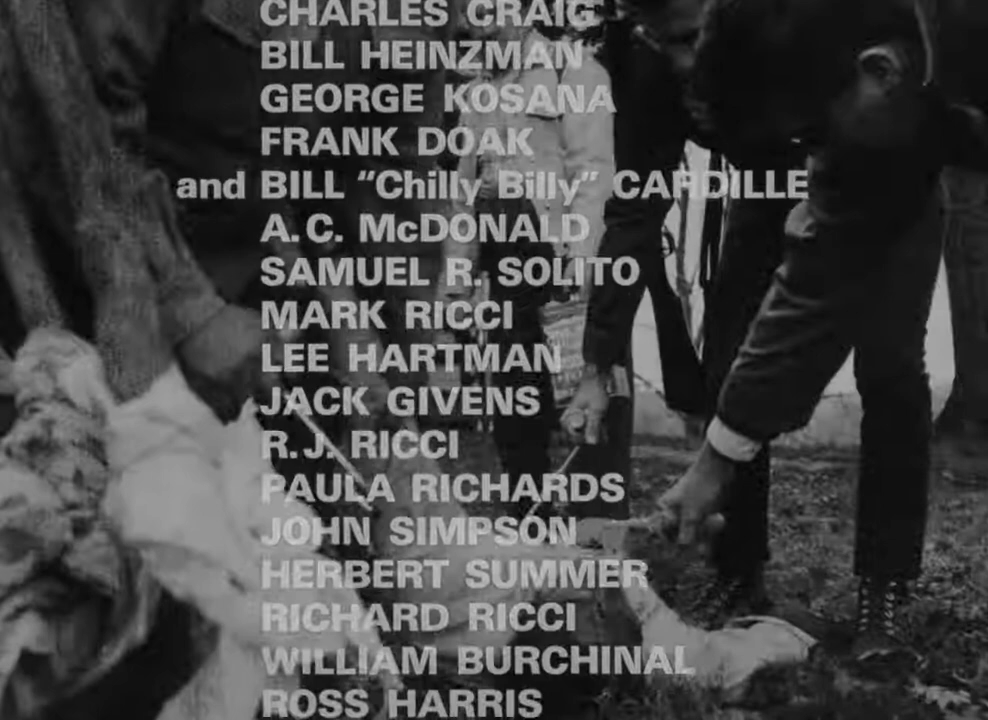 CHARLES CRAIG
BILL HEINZMAN
GEORGE KOSANA
FRANK DOAK
and BILL "Chilly Billy" CARDILLE
A.C. McDONALD
SAMUEL R. SOLITO
MARK RICCI
LEE HARTMAN
JACK GIVENS
R.J. RICCI
PAULA RICHARDS
JOHN SIMPSON
HERBERT SUMMER
RICHARD RICCI
WILLIAM BURCHINAL
ROSS HARRIS